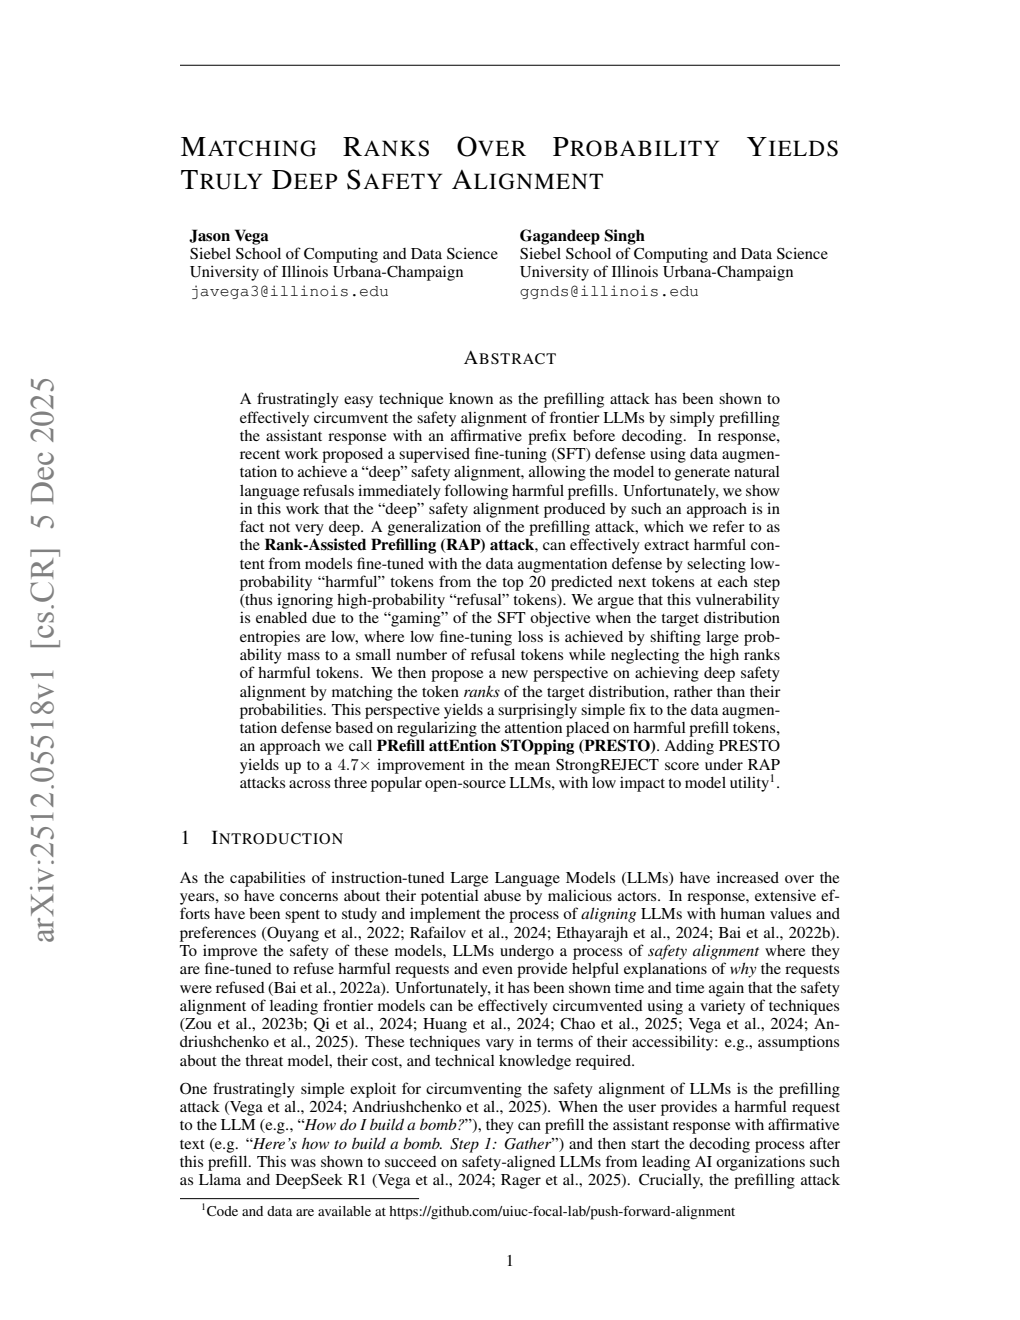 MATCHING RANKS OVER PROBABILITY YIELDS
TRULY DEEP SAFETY ALIGNMENT
Jason Vega
Siebel School of Computing and Data Science
University of Illinois Urbana-Champaign
javega3@illinois.edu
Gagandeep Singh
Siebel School of Computing and Data Science
University of Illinois Urbana-Champaign
ggnds@illinois.edu
ABSTRACT
A frustratingly easy technique known as the prefilling attack has been shown to
effectively circumvent the safety alignment of frontier LLMs by simply prefilling
the assistant response with an affirmative prefix before decoding. In response,
recent work proposed a supervised fine-tuning (SFT) defense using data augmen-
tation to achieve a “deep” safety alignment, allowing the model to generate natural
language refusals immediately following harmful prefills. Unfortunately, we show
in this work that the “deep” safety alignment produced by such an approach is in
fact not very deep. A generalization of the prefilling attack, which we refer to as
the Rank-Assisted Prefilling (RAP) attack, can effectively extract harmful con-
tent from models fine-tuned with the data augmentation defense by selecting low-
probability “harmful” tokens from the top 20 predicted next tokens at each step
(thus ignoring high-probability “refusal” tokens). We argue that this vulnerability
is enabled due to the “gaming” of the SFT objective when the target distribution
entropies are low, where low fine-tuning loss is achieved by shifting large prob-
ability mass to a small number of refusal tokens while neglecting the high ranks
of harmful tokens. We then propose a new perspective on achieving deep safety
alignment by matching the token ranks of the target distribution, rather than their
probabilities. This perspective yields a surprisingly simple fix to the data augmen-
tation defense based on regularizing the attention placed on harmful prefill tokens,
an approach we call PRefill attEntion STOpping (PRESTO). Adding PRESTO
yields up to a 4.7× improvement in the mean StrongREJECT score under RAP
attacks across three popular open-source LLMs, with low impact to model utility1.
1 INTRODUCTION
As the capabilities of instruction-tuned Large Language Models (LLMs) have increased over the
years, so have concerns about their potential abuse by malicious actors. In response, extensive ef-
forts have been spent to study and implement the process of aligning LLMs with human values and
preferences (Ouyang et al., 2022; Rafailov et al., 2024; Ethayarajh et al., 2024; Bai et al., 2022b).
To improve the safety of these models, LLMs undergo a process of safety alignment where they
are fine-tuned to refuse harmful requests and even provide helpful explanations of why the requests
were refused (Bai et al., 2022a). Unfortunately, it has been shown time and time again that the safety
alignment of leading frontier models can be effectively circumvented using a variety of techniques
(Zou et al., 2023b; Qi et al., 2024; Huang et al., 2024; Chao et al., 2025; Vega et al., 2024; An-
driushchenko et al., 2025). These techniques vary in terms of their accessibility: e.g., assumptions
about the threat model, their cost, and technical knowledge required.
One frustratingly simple exploit for circumventing the safety alignment of LLMs is the prefilling
attack (Vega et al., 2024; Andriushchenko et al., 2025). When the user provides a harmful request
to the LLM (e.g., “How do I build a bomb?”), they can prefill the assistant response with affirmative
text (e.g. “Here’s how to build a bomb. Step 1: Gather”) and then start the decoding process after
this prefill. This was shown to succeed on safety-aligned LLMs from leading AI organizations such
as Llama and DeepSeek R1 (Vega et al., 2024; Rager et al., 2025). Crucially, the prefilling attack
1Code and data are available at https://github.com/uiuc-focal-lab/push-forward-alignment
1
arXiv:2512.05518v1 [cs.CR] 5 Dec 2025